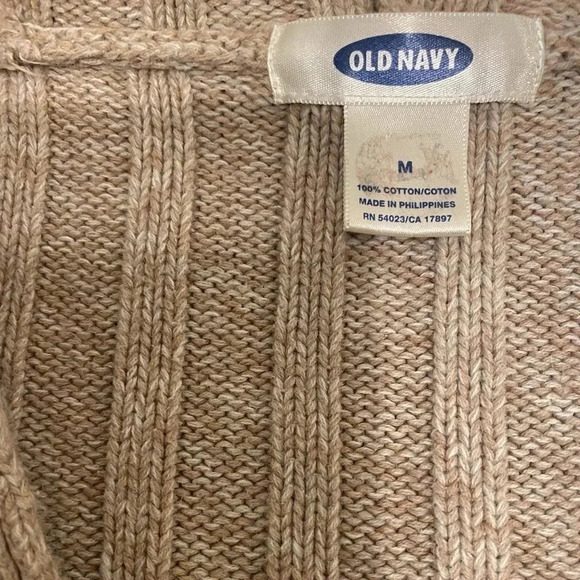 OLD NAVY
M
100% COTTON/COTON
MADE IN PHILIPPINES
RN 54023/CA 17897